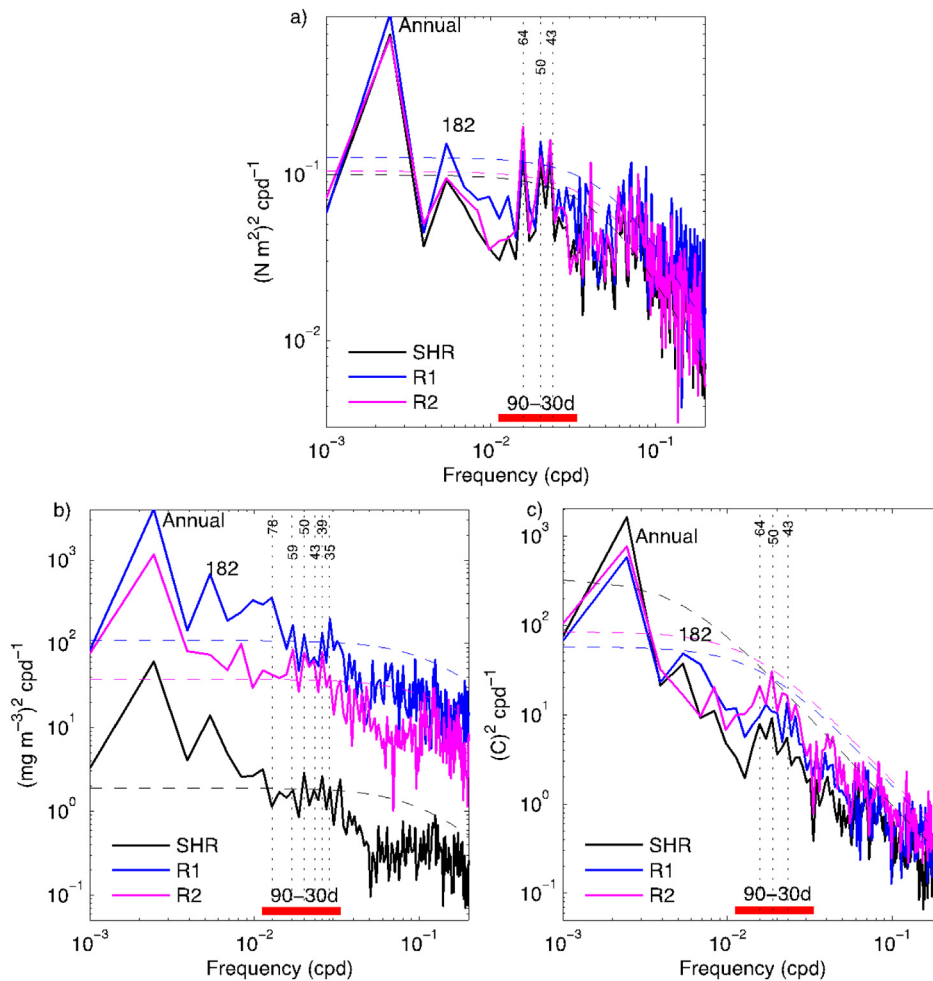 a)
Annual
64
50
43
182
(N m²)² cpd⁻¹
10⁻¹
10⁻²
SHR
R1
R2
90−30d
10⁻³
10⁻²
10⁻¹
Frequency (cpd)
b)
Annual
182
78
59
50
43
39
35
(mg m⁻³)² cpd⁻¹
10³
10²
10¹
10⁰
10⁻¹
SHR
R1
R2
90−30d
10⁻³
10⁻²
10⁻¹
Frequency (cpd)
c)
Annual
182
64
50
43
(C)² cpd⁻¹
10³
10²
10¹
10⁰
10⁻¹
SHR
R1
R2
90−30d
10⁻³
10⁻²
10⁻¹
Frequency (cpd)